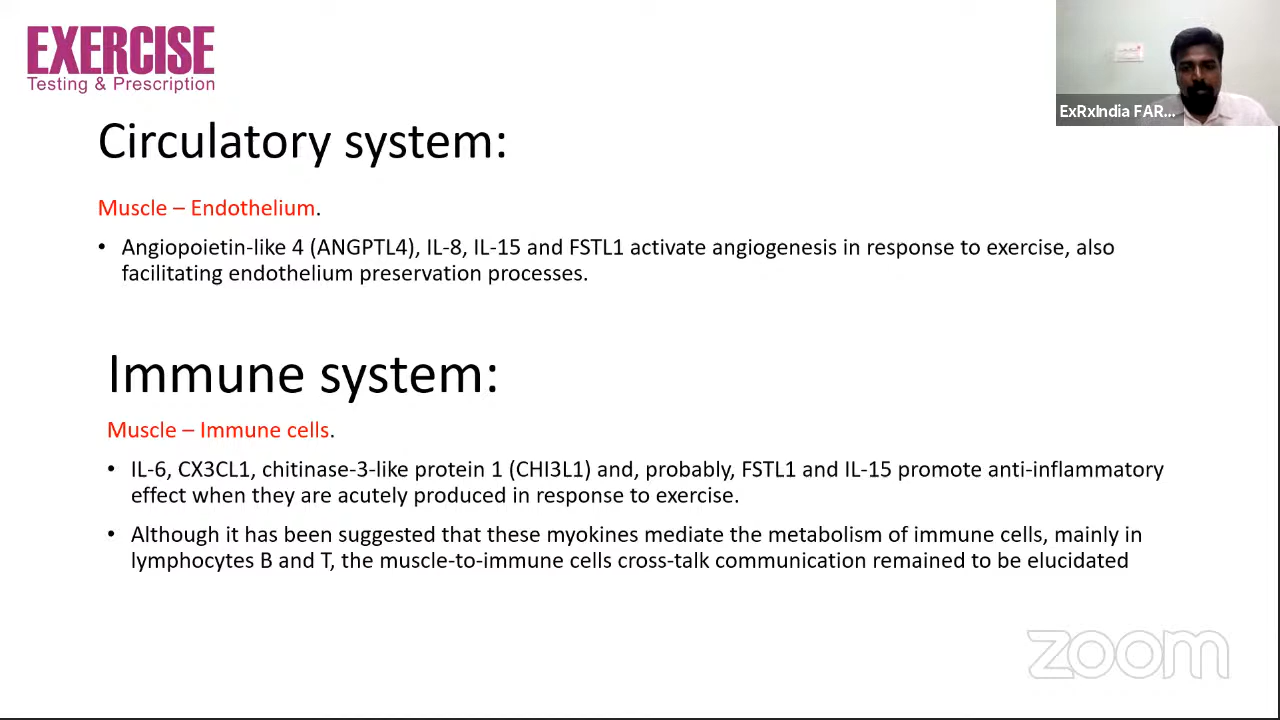 EXERCISE
Testing & Prescription
ExRxIndia FAR...
Circulatory system:
Muscle – Endothelium.
• Angiopoietin-like 4 (ANGPTL4), IL-8, IL-15 and FSTL1 activate angiogenesis in response to exercise, also
facilitating endothelium preservation processes.
Immune system:
Muscle – Immune cells.
• IL-6, CX3CL1, chitinase-3-like protein 1 (CHI3L1) and, probably, FSTL1 and IL-15 promote anti-inflammatory
effect when they are acutely produced in response to exercise.
• Although it has been suggested that these myokines mediate the metabolism of immune cells, mainly in
lymphocytes B and T, the muscle-to-immune cells cross-talk communication remained to be elucidated
zoom